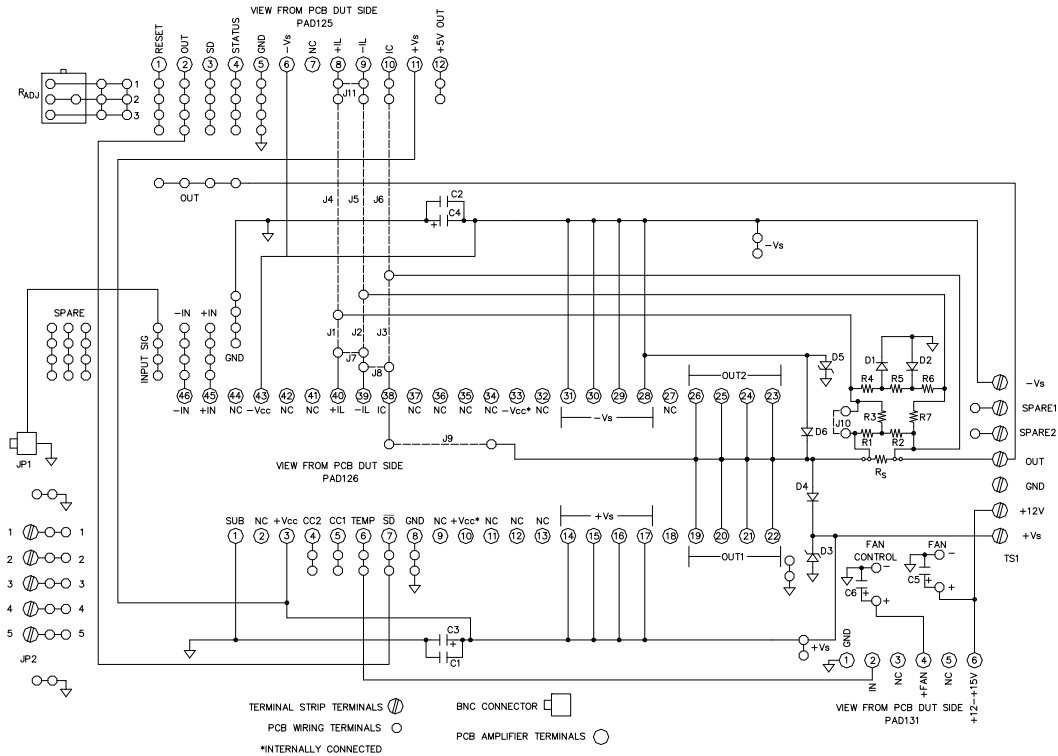 VIEW FROM PCB DUT SIDE
PAD125
RESET
OUT
SD
STATUS
GND
-Vs
NC
+IL
-IL
IC
+Vs
+5V OUT
1 2 3 4 5 6 7 8 9 10 11 12
RADJ
1
2
3
J11
OUT
J4
J5
J6
C2
C4
+
-Vs
SPARE
INPUT SIG
-IN
+IN
GND
J1
J2
J3
J7
J8
46 45 44 43 42 41 40 39 38 37 36 35 34 33 32 31 30 29 28 27 26 25 24 23
-IN
+IN
NC
-Vcc
NC
NC
+IL
-IL
IC
NC
NC
NC
NC
-Vcc*
NC
-Vs
NC
OUT2
D5
D6
D1
D2
R4
R5
R6
R3
R7
J10
R1
R2
RS
-Vs
SPARE1
SPARE2
OUT
GND
+12V
+Vs
TS1
JP1
J9
VIEW FROM PCB DUT SIDE
PAD126
D4
D3
SUB
NC
+Vcc
CC2
CC1
TEMP
SD
GND
NC
+Vcc*
NC
NC
NC
+Vs
1 2 3 4 5 6 7 8 9 10 11 12 13 14 15 16 17 18 19 20 21 22
OUT1
1 1
2 2
3 3
4 4
5 5
JP2
C3
+
C1
+Vs
FAN
CONTROL
-
C6
+
+
FAN
-
C5
+
+
GND
1 2 3 4 5 6
IN
NC
+FAN
NC
+12-+15V
VIEW FROM PCB DUT SIDE
PAD131
TERMINAL STRIP TERMINALS
BNC CONNECTOR
PCB WIRING TERMINALS
PCB AMPLIFIER TERMINALS
*INTERNALLY CONNECTED